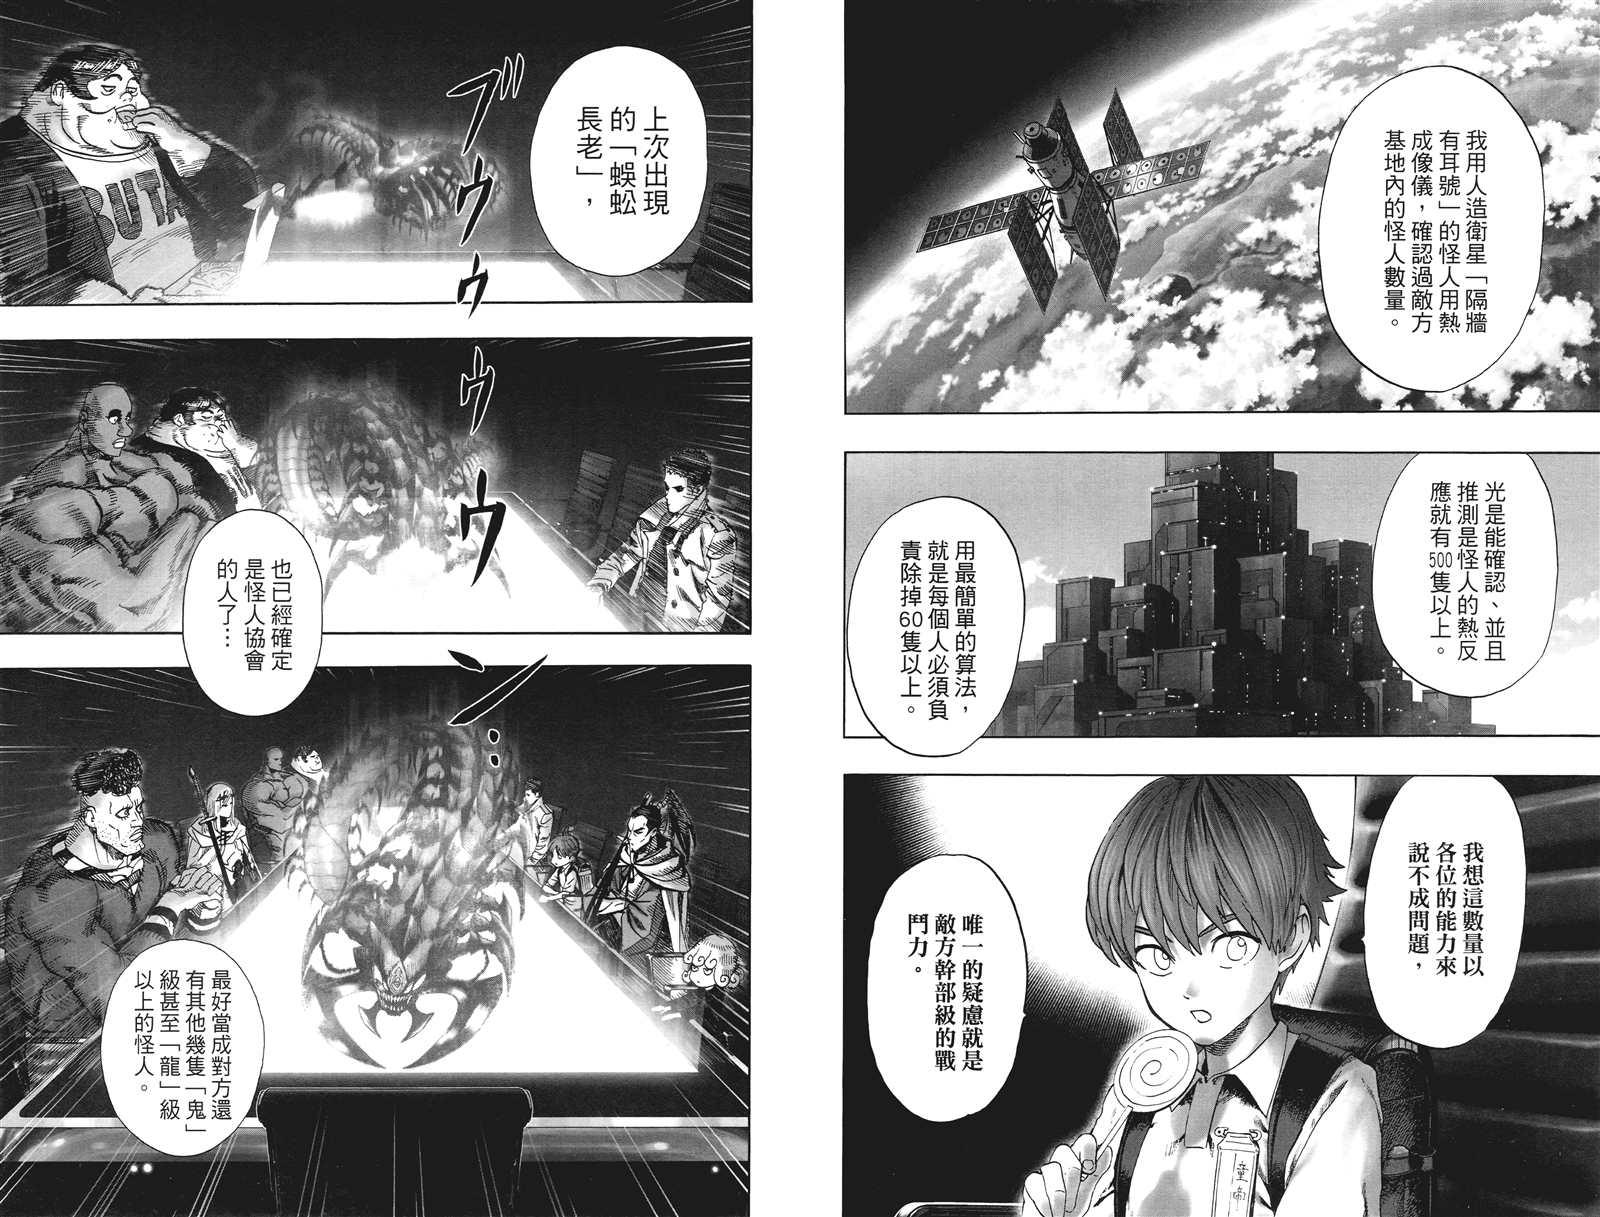 我用人造衛星「隔牆
有耳號」的怪人用熱
成像儀，確認過敵方
基地內的怪人數量。
光是能確認、並且
推測是怪人的熱反
應就有500隻以上。
用最簡單的算法，
就是每個人必須負
責除掉60隻以上。
我想這數量以
各位的能力來
說不成問題，
唯一的疑慮就是
敵方幹部級的戰
鬥力。
童帝
上次出現
的「蜈蚣
長老」，
ブウウ
BUTA
ウウ
也已經確定
是怪人協會
的人了…
ン…
最好當成對方還
有其他幾隻「鬼」
級甚至「龍」級
以上的怪人。